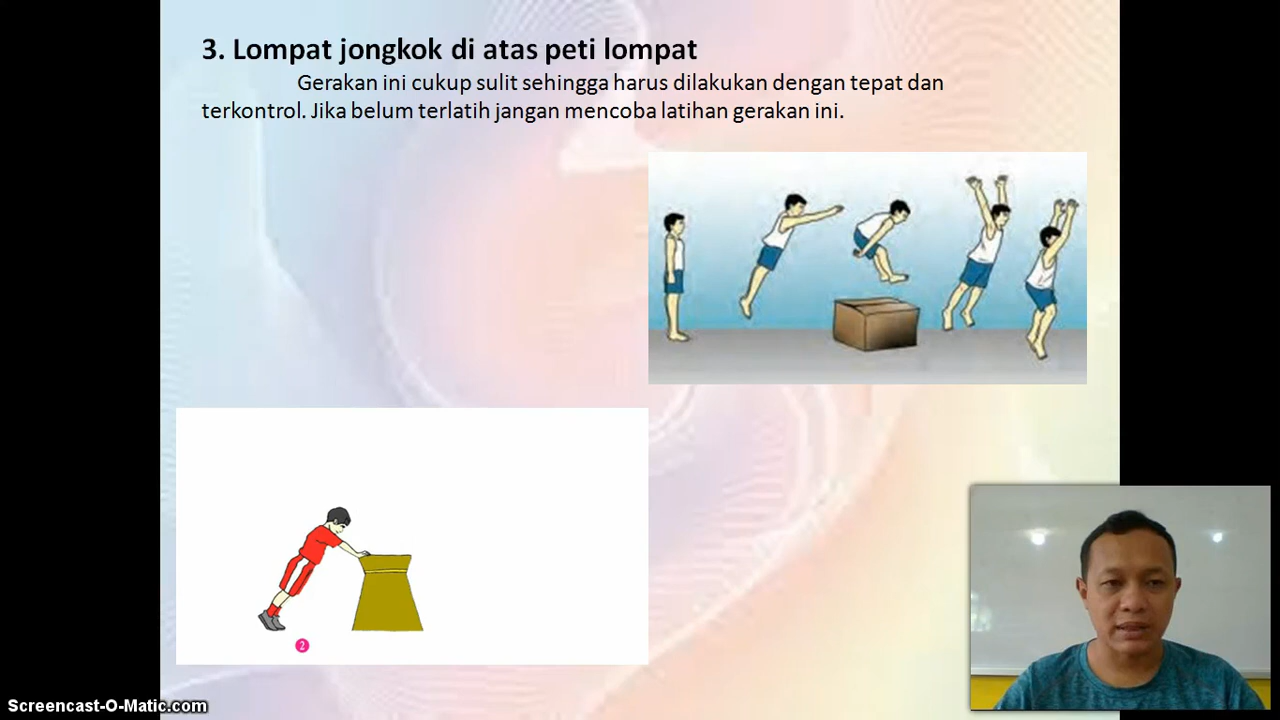 3. Lompat jongkok di atas peti lompat
Gerakan ini cukup sulit sehingga harus dilakukan dengan tepat dan
terkontrol. Jika belum terlatih jangan mencoba latihan gerakan ini.
2
Screencast-O-Matic.com